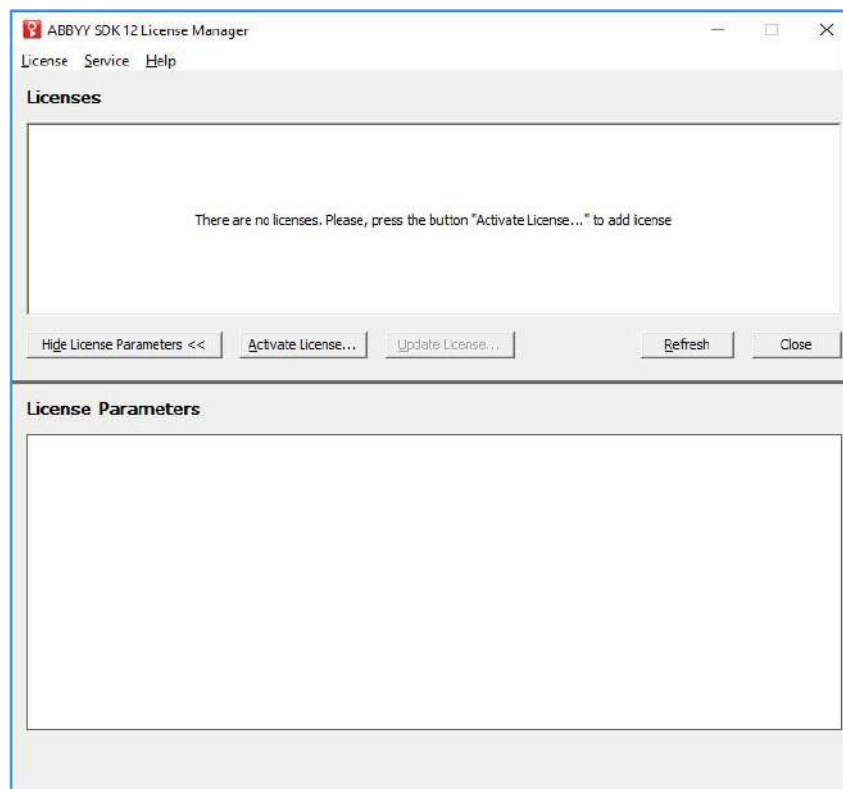 ABBYY SDK 12 License Manager
License Service Help
Licenses
There are no licenses. Please, press the button "Activate License..." to add license
Hide License Parameters << Activate License... Update License... Refresh Close
License Parameters